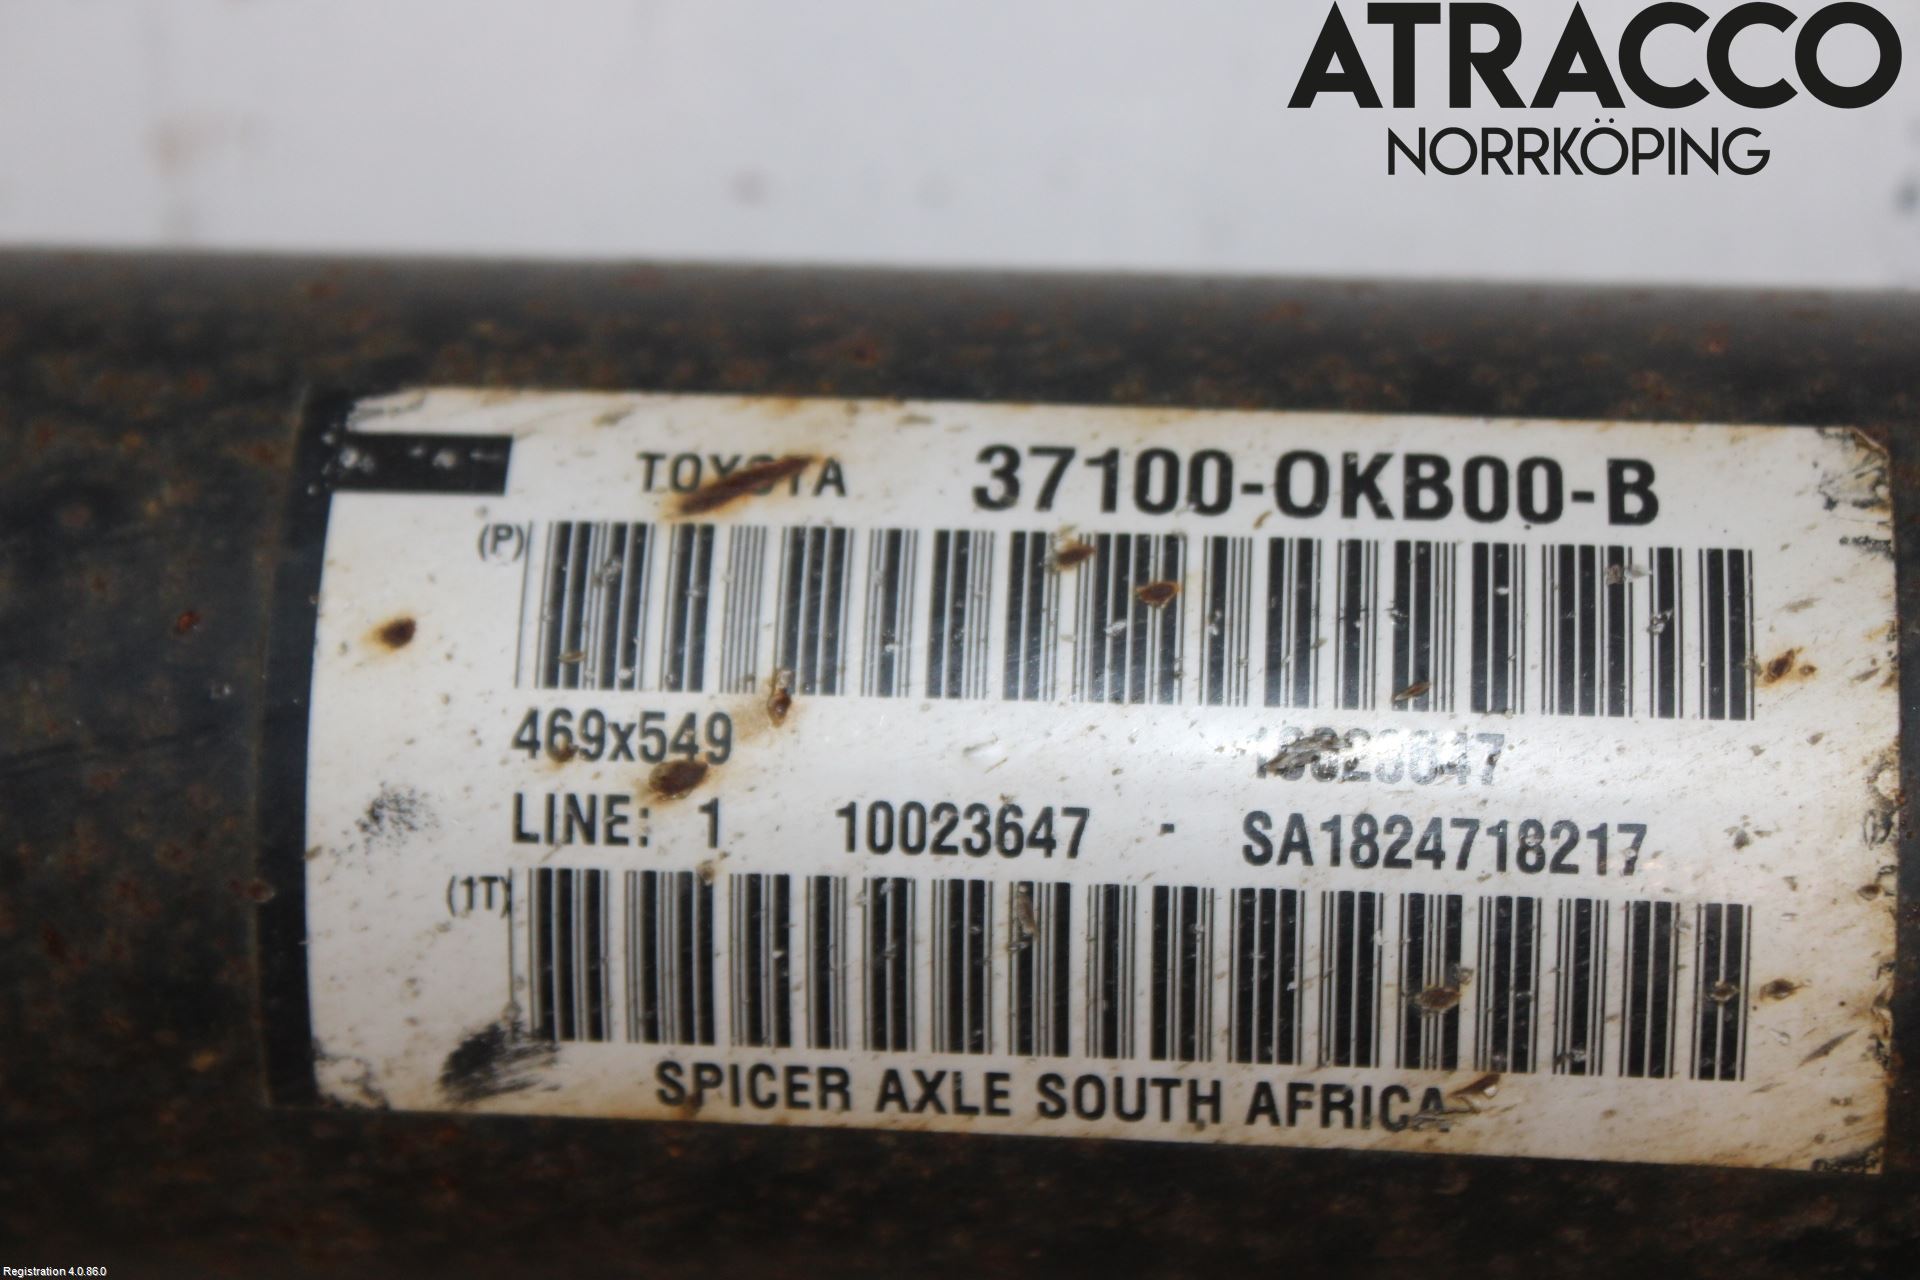 ATRACCO
NORRKÖPING
TOYOTA 37100-0KB00-B
(P)
469x549 10023647
LINE: 1 10023647 - SA1824718217
(1T)
SPICER AXLE SOUTH AFRICA
Registration 4.0.86.0